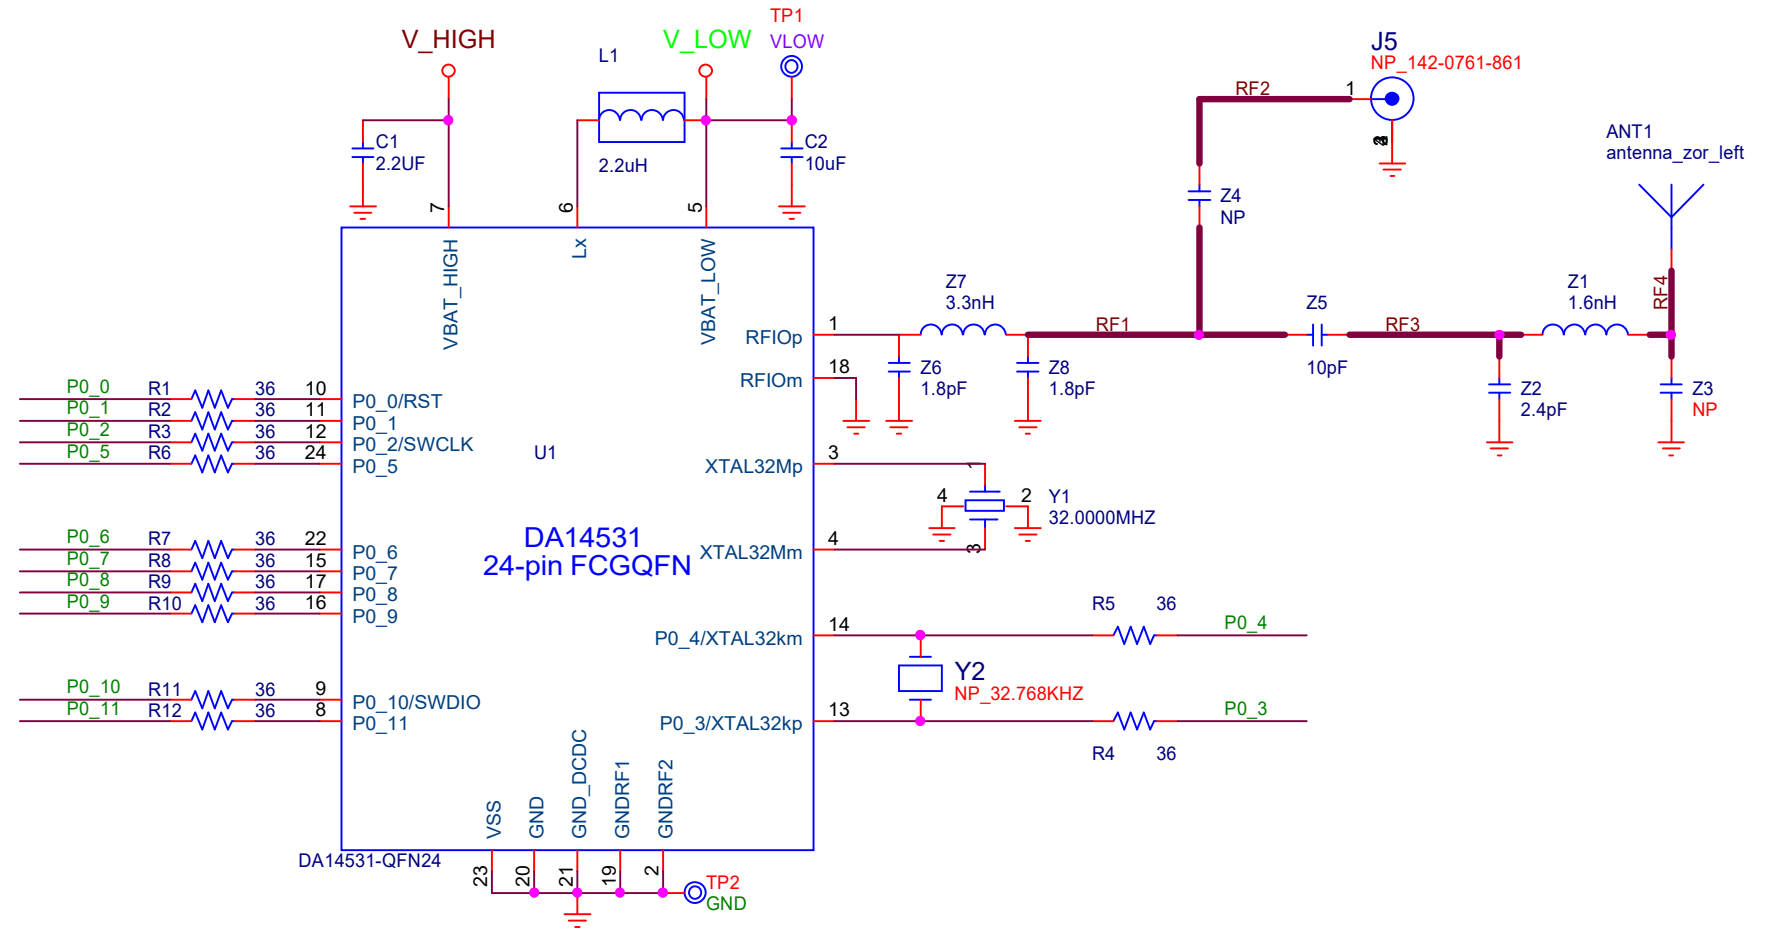 TP1
V_HIGH
V_LOW
VLOW
L1
J5
NP_142-0761-861
RF2
1
C1
2.2UF
2.2uH
C2
10uF
ANT1
antenna_zor_left
7
6
5
Z4
NP
VBAT_HIGH
Lx
VBAT_LOW
Z7
3.3nH
Z5
Z1
1.6nH
RF4
1
RFIOp
RF1
RF3
18
RFIOm
Z6
1.8pF
Z8
1.8pF
10pF
Z2
2.4pF
Z3
NP
P0_0
R1
36
10
P0_0/RST
P0_1
R2
36
11
P0_1
P0_2
R3
36
12
P0_2/SWCLK
P0_5
R6
36
24
P0_5
U1
XTAL32Mp
3
1
4
2
Y1
32.0000MHZ
3
XTAL32Mm
4
DA14531
24-pin FCGQFN
P0_6
R7
36
22
P0_6
P0_7
R8
36
15
P0_7
P0_8
R9
36
17
P0_8
P0_9
R10
36
16
P0_9
P0_4/XTAL32km
14
R5
36
P0_4
Y2
NP_32.768KHZ
P0_3/XTAL32kp
13
R4
36
P0_3
P0_10
R11
36
9
P0_10/SWDIO
P0_11
R12
36
8
P0_11
VSS
GND
GND_DCDC
GNDRF1
GNDRF2
DA14531-QFN24
23
20
21
19
2
TP2
GND